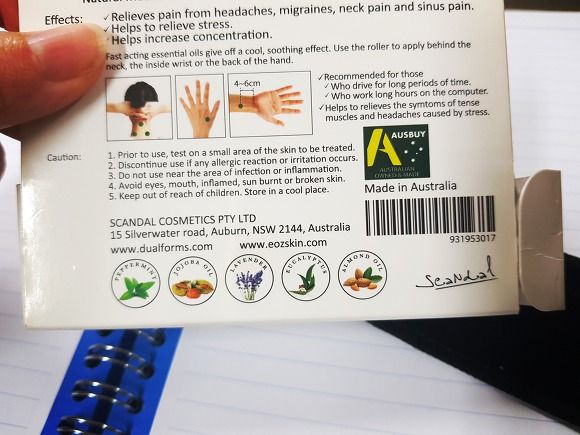 Effects: ✓Relieves pain from headaches, migraines, neck pain and sinus pain.
✓Helps to relieve stress.
Helps increase concentration.
Fast acting essential oils give off a cool, soothing effect. Use the roller to apply behind the
neck, the inside wrist or the back of the hand.
4~6cm
✓Recommended for those
✓Who drive for long periods of time.
✓Who work long hours on the computer.
✓Helps to relieves the symtoms of tense
muscles and headaches caused by stress.
Caution: 1. Prior to use, test on a small area of the skin to be treated.
2. Discontinue use if any allergic reaction or irritation occurs.
3. Do not use near the area of infection or inflammation.
4. Avoid eyes, mouth, inflamed, sun burnt or broken skin.
5. Keep out of reach of children. Store in a cool place.
AUSBUY
AUSTRALIAN
OWNED & MADE
Made in Australia
SCANDAL COSMETICS PTY LTD
15 Silverwater road, Auburn, NSW 2144, Australia
www.dualforms.com www.eozskin.com
931953017
PEPPERMINT
JOJOBA OIL
LAVENDER
EUCALYPTUS
ALMOND OIL
Scandal